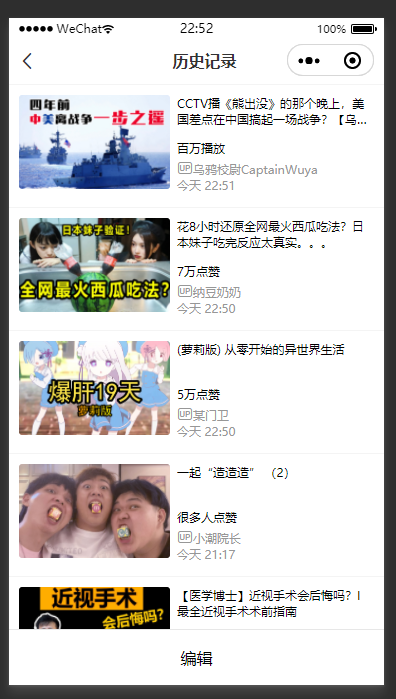 WeChat
22:52
100%
历史记录
四年前
中美离战争一步之遥
CCTV播《熊出没》的那个晚上，美
国差点在中国搞起一场战争？【乌...
百万播放
UP乌鸦校尉CaptainWuya
今天 22:51
日本妹子验证!
全网最火西瓜吃法?
花8小时还原全网最火西瓜吃法？日
本妹子吃完反应太真实。。。
7万点赞
UP纳豆奶奶
今天 22:50
爆肝19天
萝莉版
(萝莉版) 从零开始的异世界生活
5万点赞
UP某门卫
今天 22:50
一起“造造造” （2）
很多人点赞
UP小潮院长
今天 21:17
近视手术
会后悔吗?
【医学博士】近视手术会后悔吗？I
最全近视手术术前指南
编辑